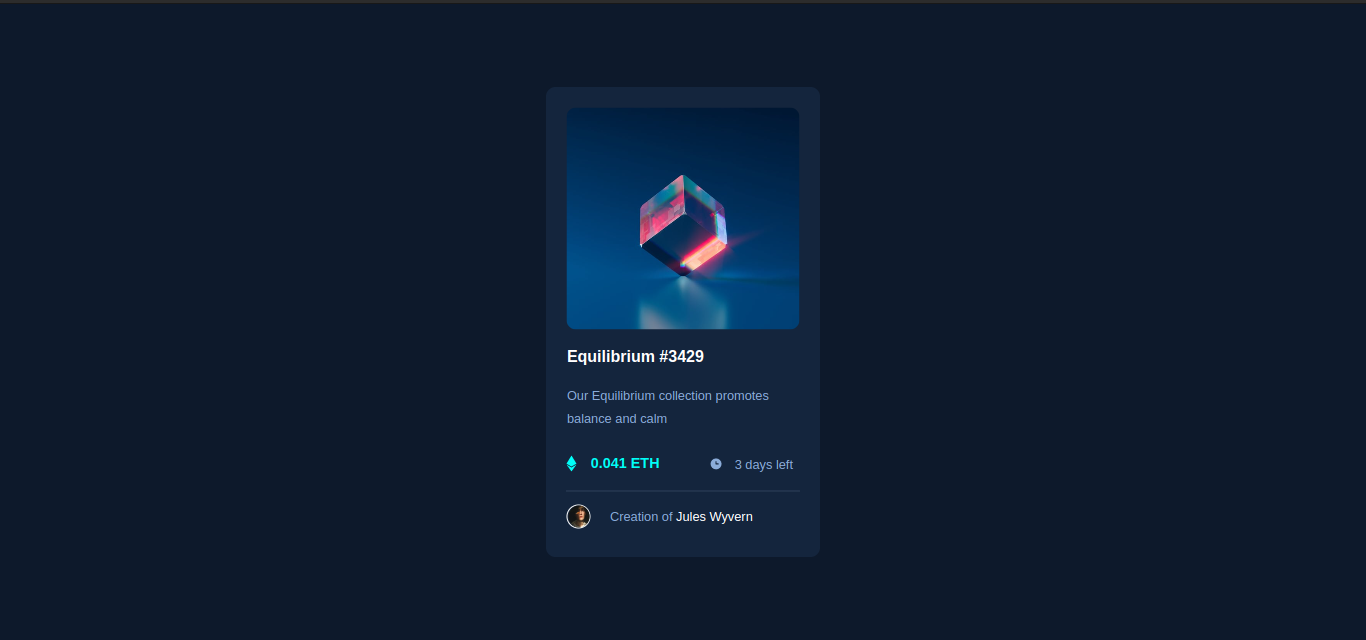 Equilibrium #3429
Our Equilibrium collection promotes
balance and calm
0.041 ETH
3 days left
Creation of Jules Wyvern